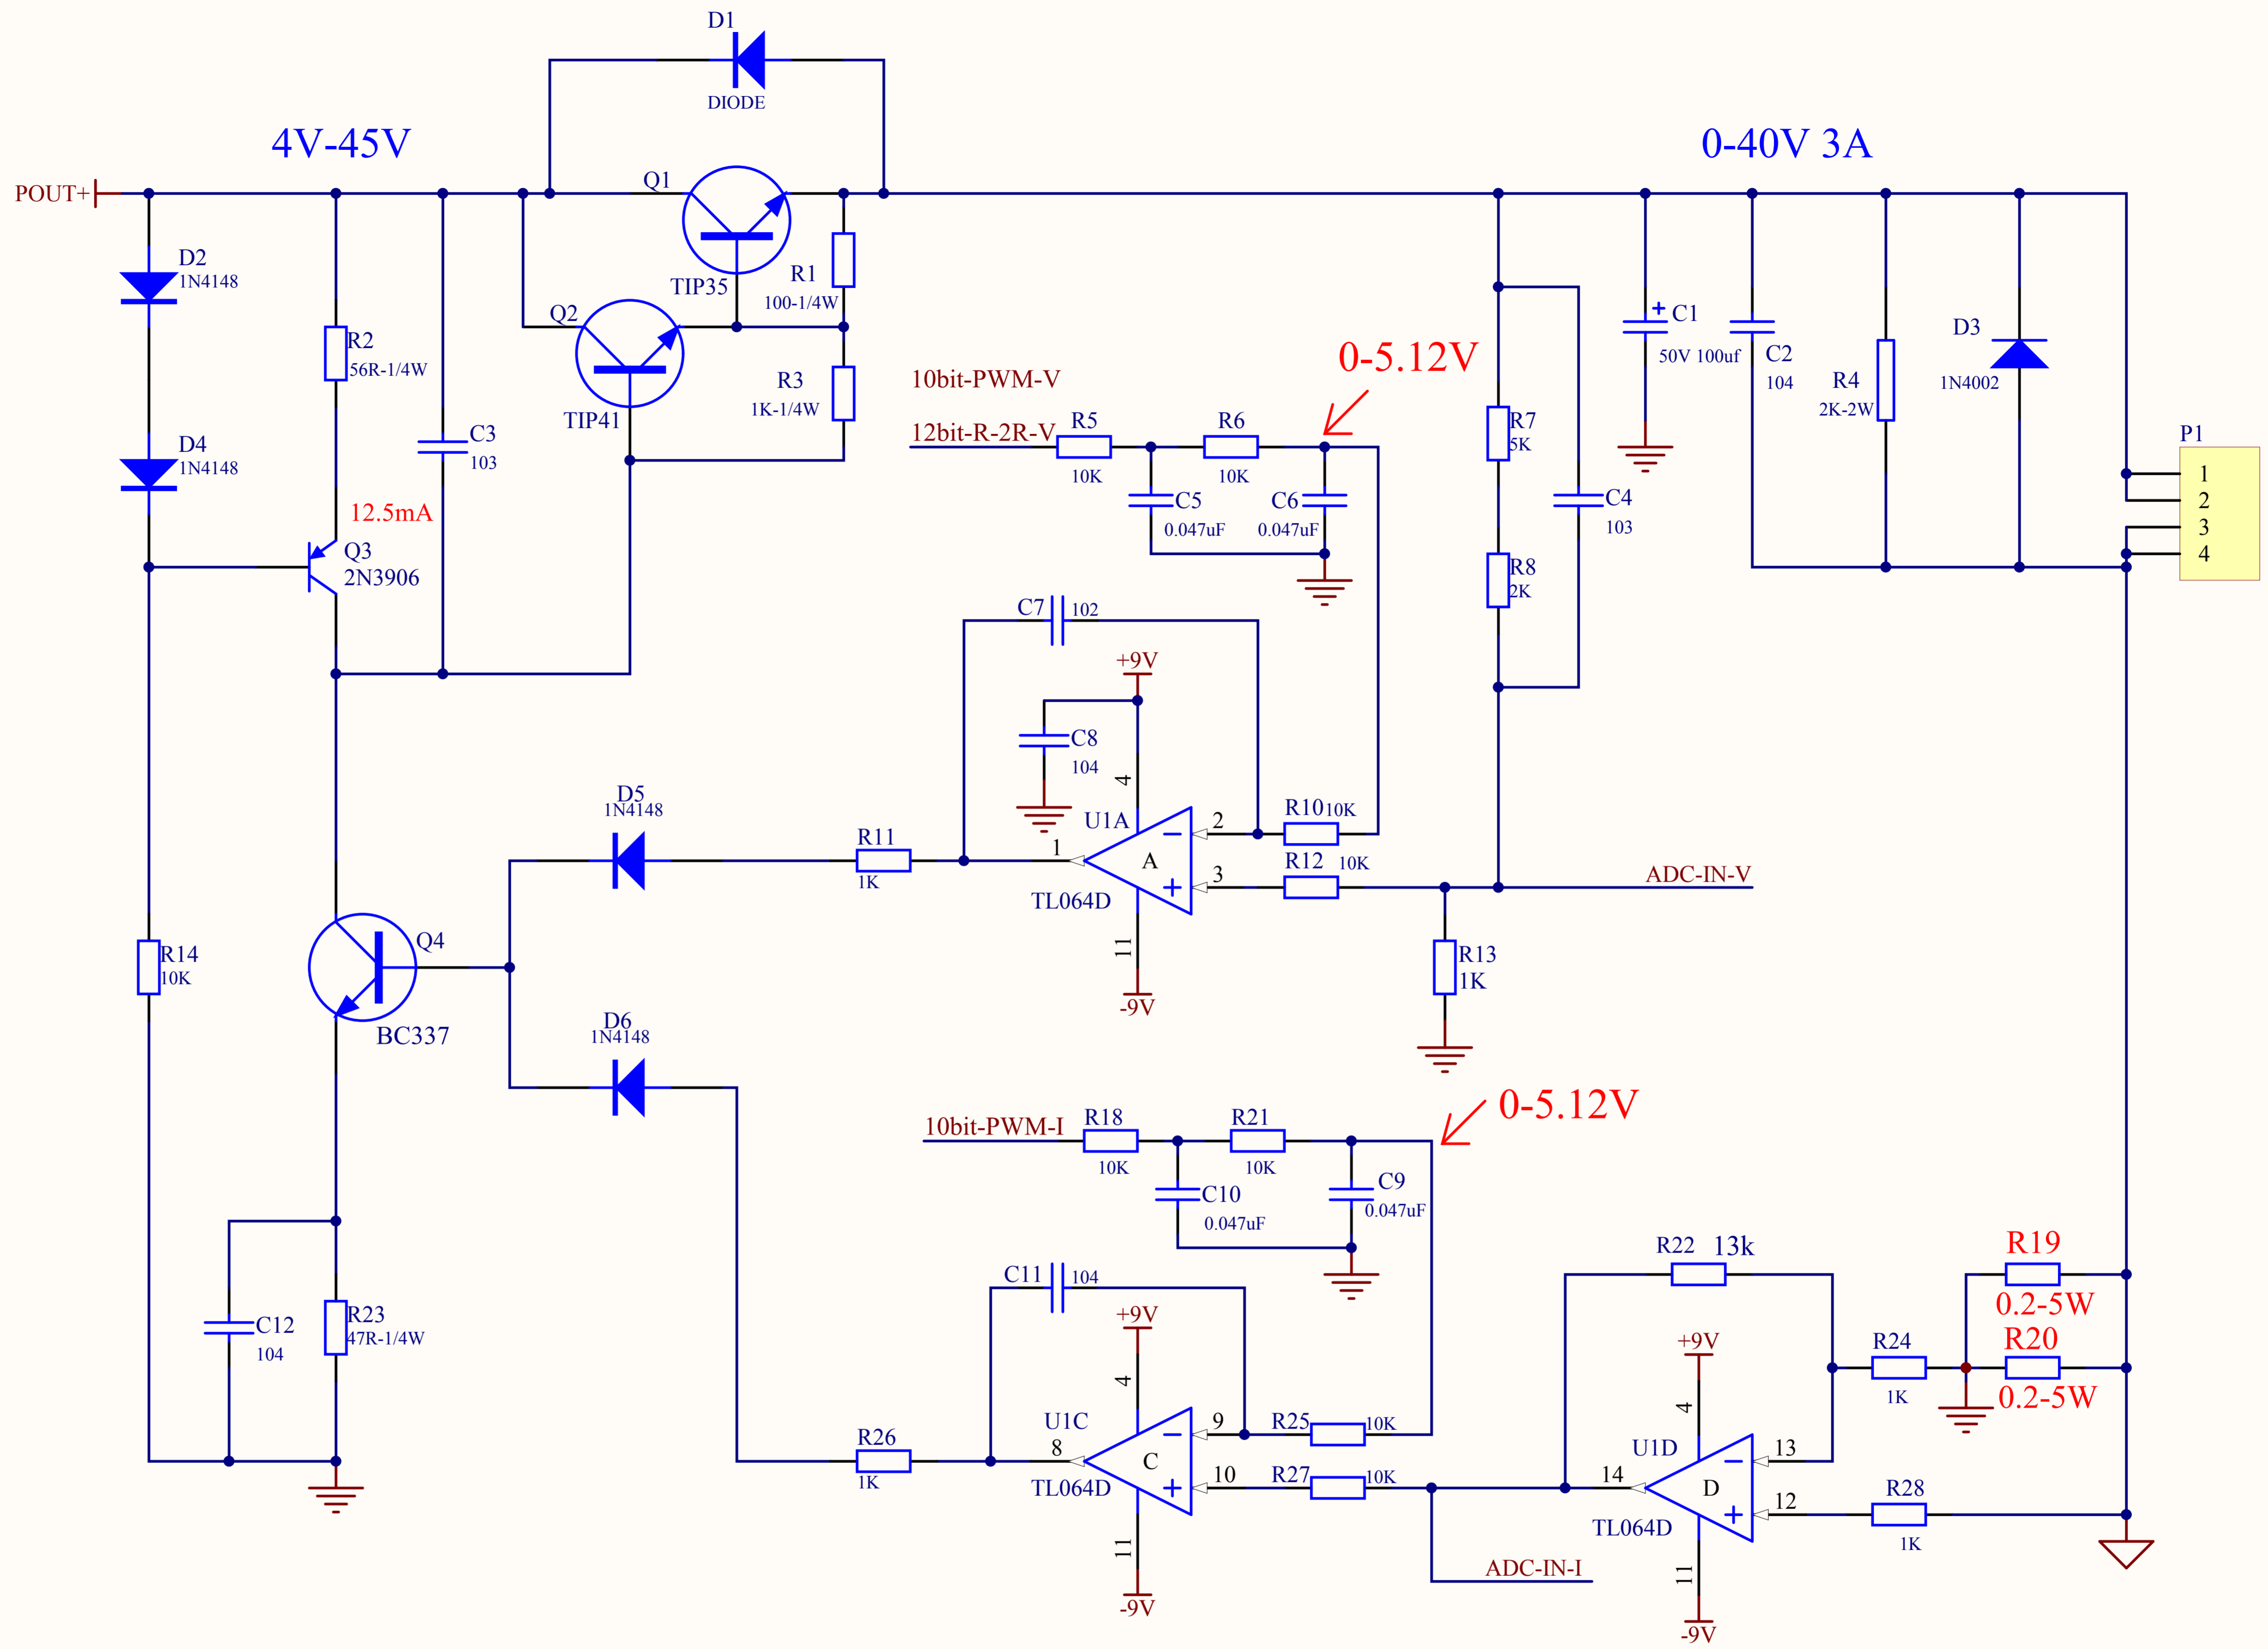 D1
DIODE
4V-45V
0-40V 3A
POUT+
Q1
TIP35
D2
1N4148
R1
100-1/4W
Q2
TIP41
R2
56R-1/4W
C1
50V 100uf
C2
104
D3
1N4002
R4
2K-2W
0-5.12V
R3
1K-1/4W
10bit-PWM-V
12bit-R-2R-V
R5
10K
R6
10K
R7
5K
P1
1
2
3
4
D4
1N4148
C3
103
12.5mA
Q3
2N3906
C5
0.047uF
C6
0.047uF
C4
103
R8
2K
C7
102
+9V
C8
104
4
D5
1N4148
R11
1K
U1A
1
A
2
3
TL064D
11
-9V
R10
10K
R12
10K
ADC-IN-V
R13
1K
R14
10K
Q4
BC337
D6
1N4148
0-5.12V
10bit-PWM-I
R18
10K
R21
10K
C10
0.047uF
C9
0.047uF
C11
104
+9V
4
R22
13k
R19
0.2-5W
R20
0.2-5W
R24
1K
+9V
4
C12
104
R23
47R-1/4W
R26
1K
U1C
8
C
9
10
TL064D
11
-9V
R25
10K
R27
10K
U1D
14
D
13
12
TL064D
11
-9V
R28
1K
ADC-IN-I